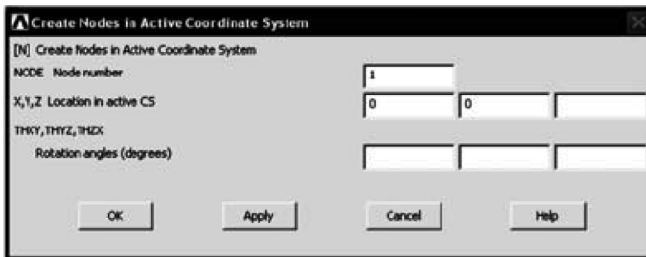 Create Nodes in Active Coordinate System
[N] Create Nodes in Active Coordinate System
NODE Node number 1
X,Y,Z Location in active CS 0 0
THXY,THYZ,THZX
Rotation angles (degrees)
OK Apply Cancel Help